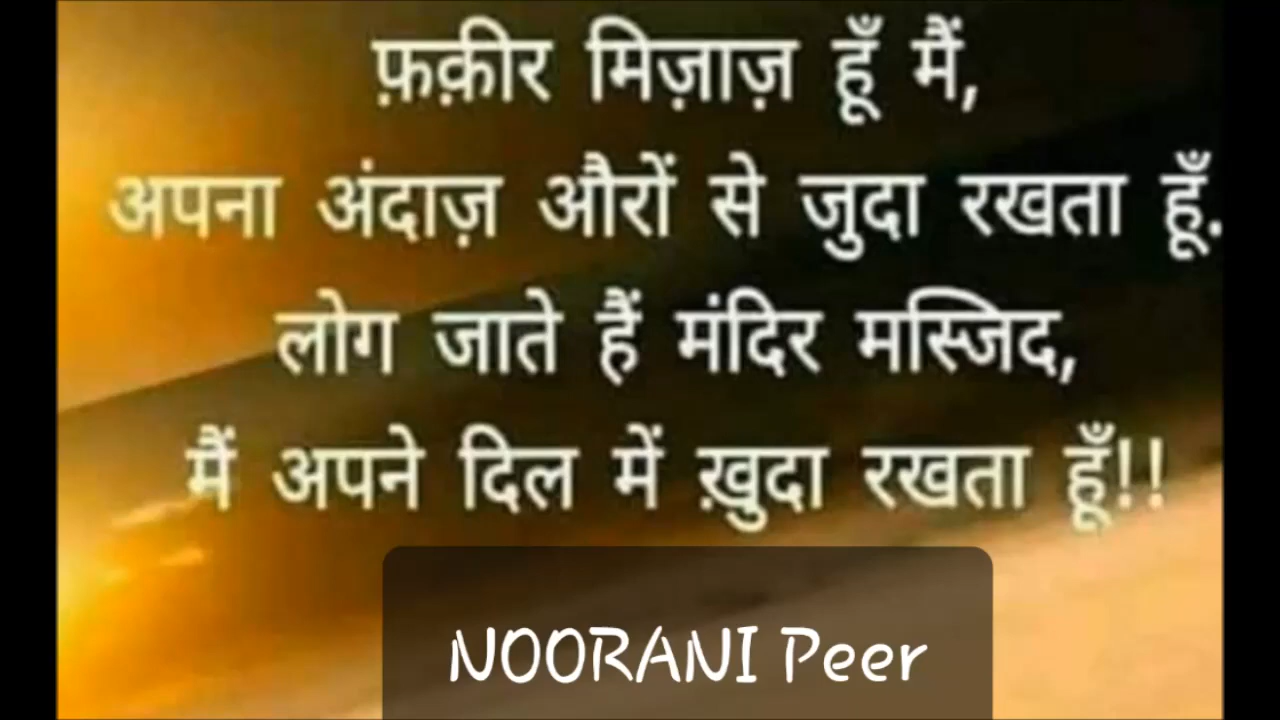 फ़क़ीर मिज़ाज़ हूँ मैं,
अपना अंदाज़ औरों से जुदा रखता हूँ.
लोग जाते हैं मंदिर मस्जिद,
मैं अपने दिल में ख़ुदा रखता हूँ!!
NOORANI Peer